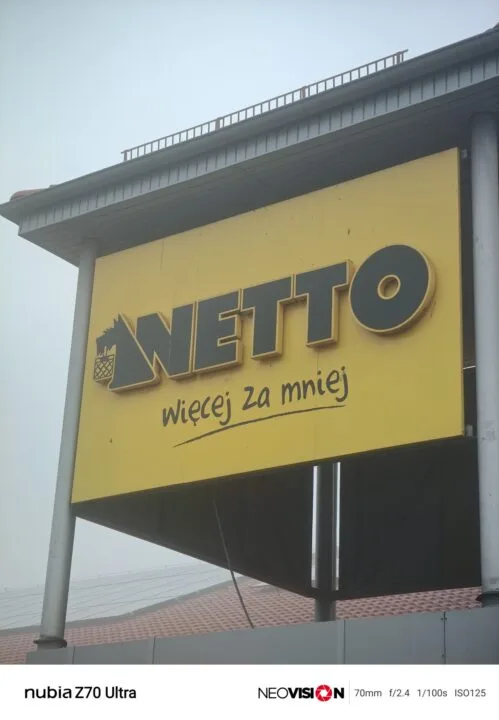 NETTO
Więcej za mniej
nubia Z70 Ultra
NEOVISION
70mm f/2.4 1/100s ISO125